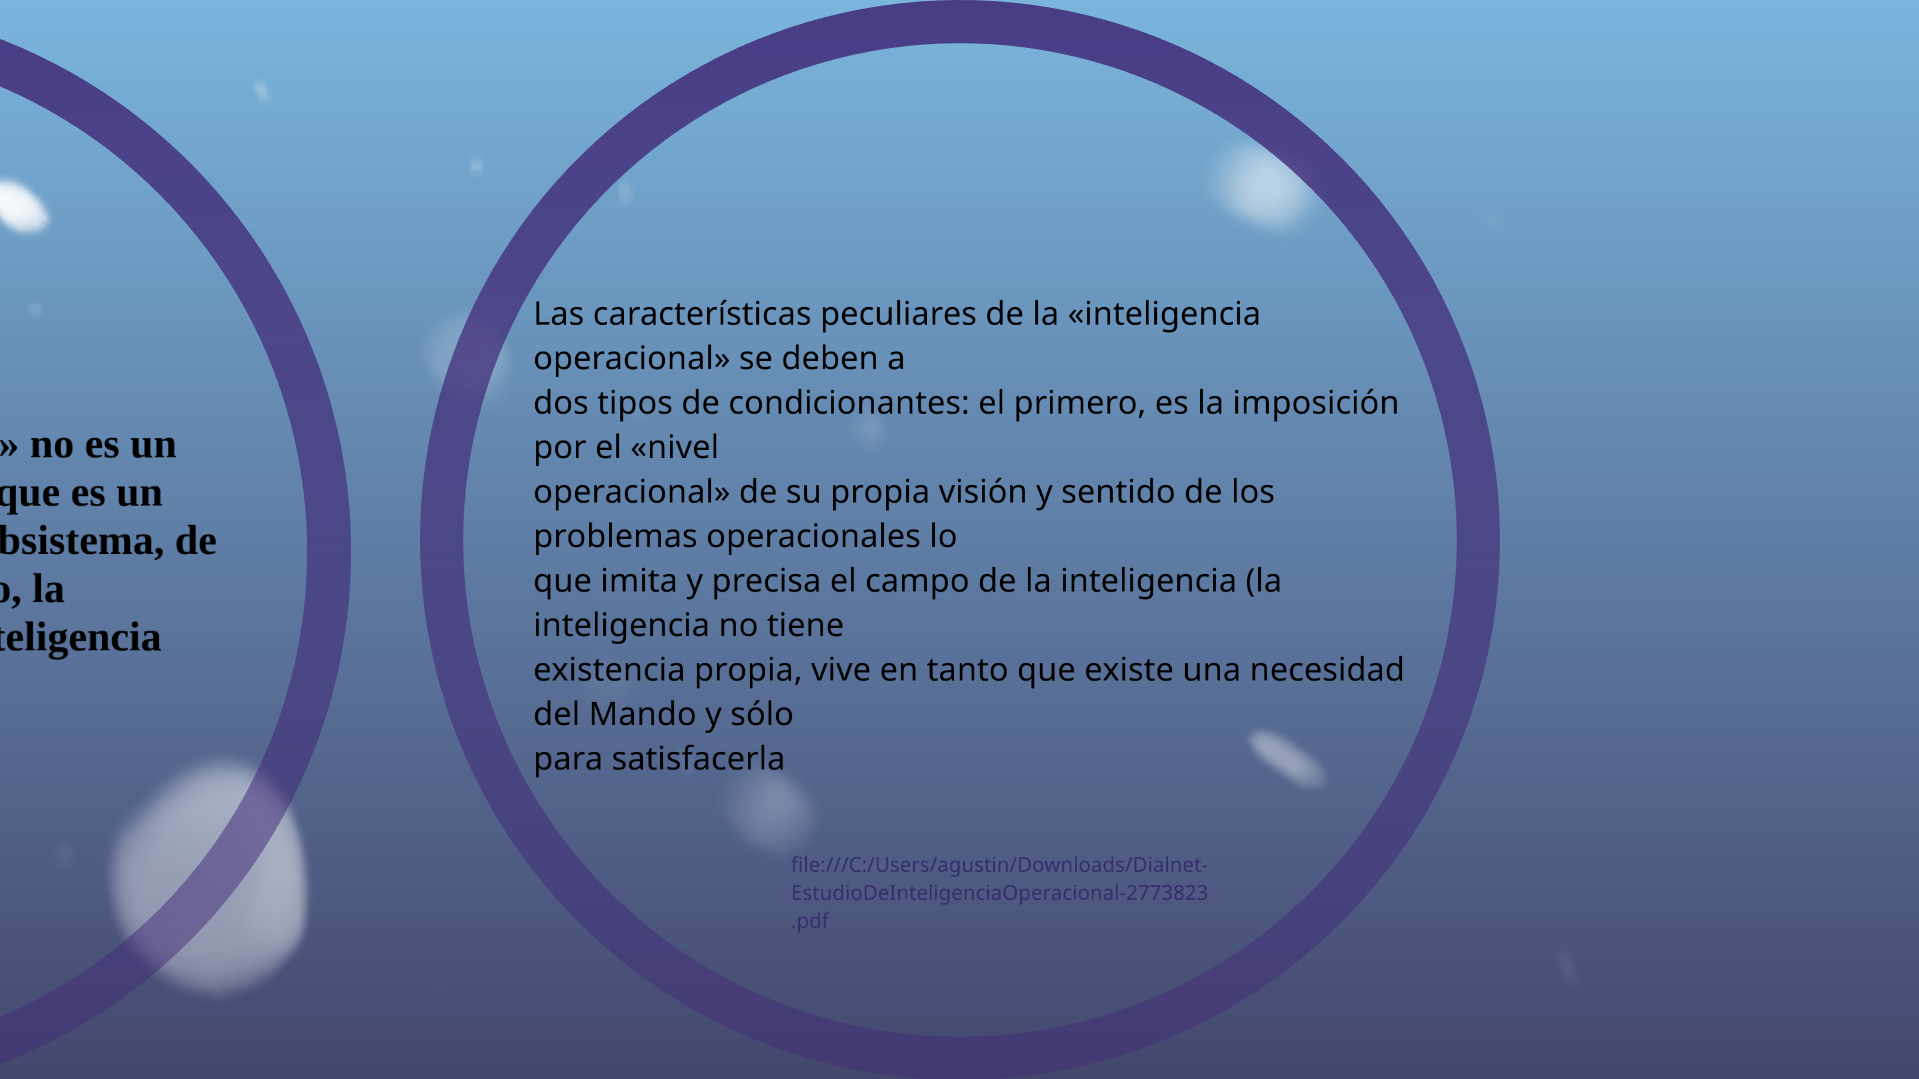 » no es un
que es un
bsistema, de
o, la
teligencia
Las características peculiares de la «inteligencia
operacional» se deben a
dos tipos de condicionantes: el primero, es la imposición
por el «nivel
operacional» de su propia visión y sentido de los
problemas operacionales lo
que imita y precisa el campo de la inteligencia (la
inteligencia no tiene
existencia propia, vive en tanto que existe una necesidad
del Mando y sólo
para satisfacerla
file:///C:/Users/agustin/Downloads/Dialnet-
EstudioDeInteligenciaOperacional-2773823
.pdf